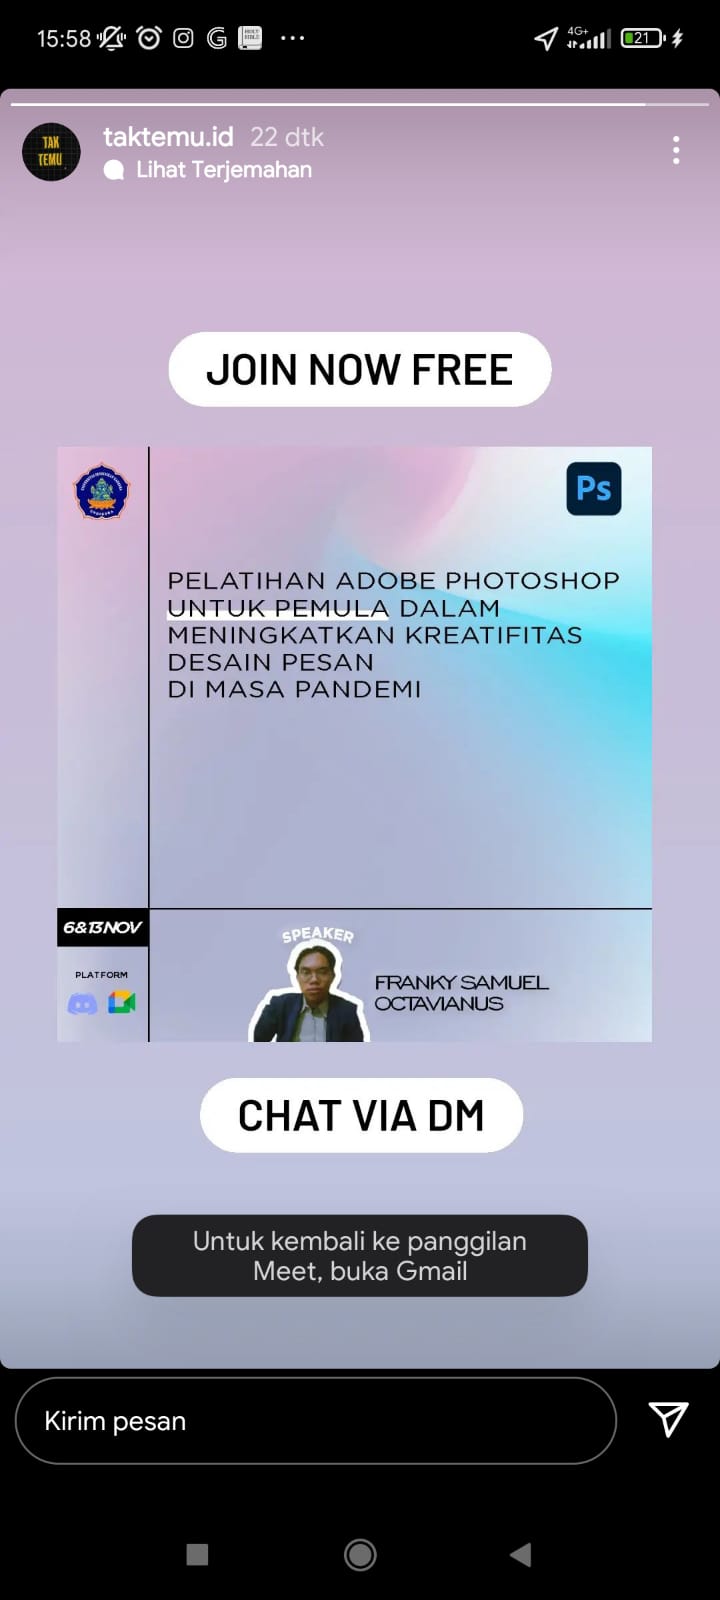 15:58
4G+
21
TAK
TEMU
taktemu.id 22 dtk
Lihat Terjemahan
JOIN NOW FREE
Ps
PELATIHAN ADOBE PHOTOSHOP
UNTUK PEMULA DALAM
MENINGKATKAN KREATIFITAS
DESAIN PESAN
DI MASA PANDEMI
6&13 NOV
PLATFORM
SPEAKER
FRANKY SAMUEL
OCTAVIANUS
CHAT VIA DM
Untuk kembali ke panggilan
Meet, buka Gmail
Kirim pesan